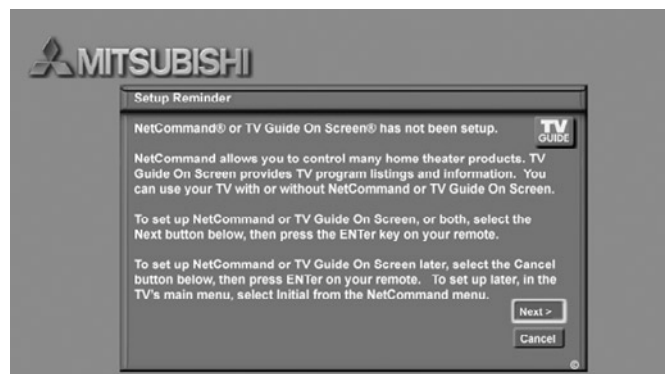 MITSUBISHI
Setup Reminder
NetCommand® or TV Guide On Screen® has not been setup.
TV
GUIDE
NetCommand allows you to control many home theater products. TV
Guide On Screen provides TV program listings and information. You
can use your TV with or without NetCommand or TV Guide On Screen.
To set up NetCommand or TV Guide On Screen, or both, select the
Next button below, then press the ENTer key on your remote.
To set up NetCommand or TV Guide On Screen later, select the Cancel
button below, then press ENTer on your remote. To set up later, in the
TV's main menu, select Initial from the NetCommand menu.
Next >
Cancel